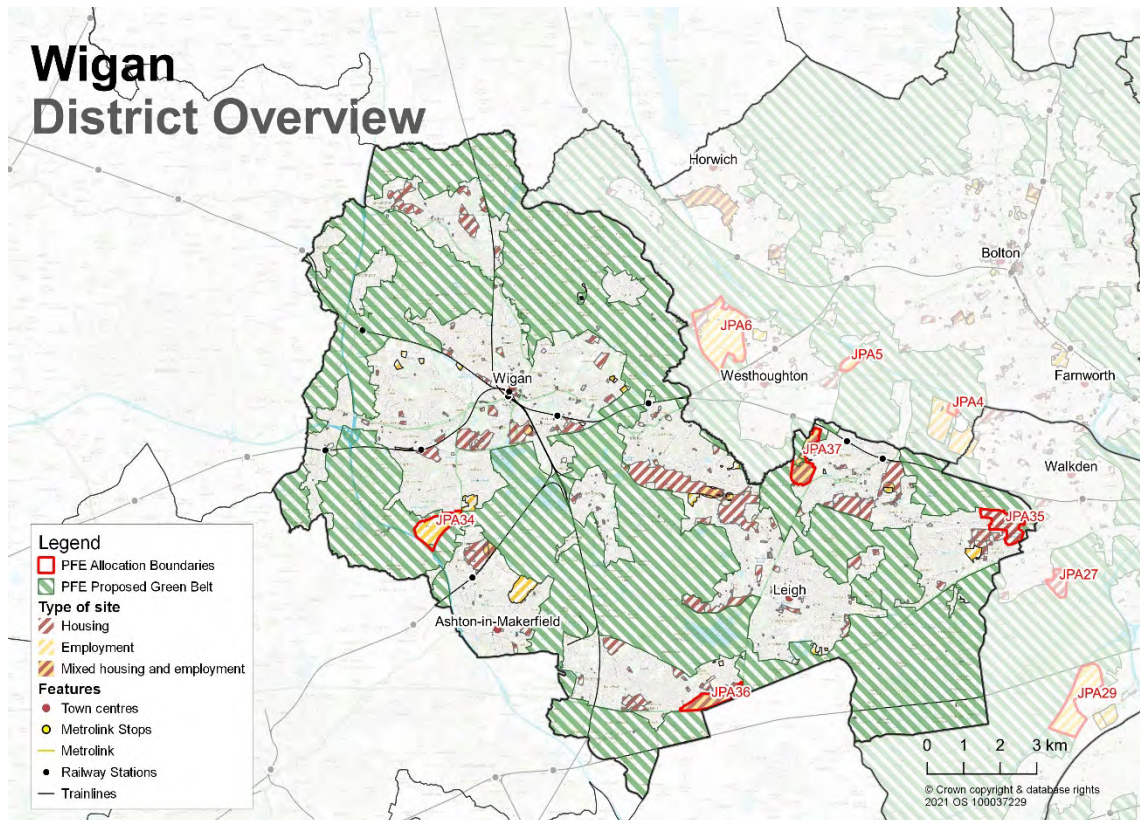 Wigan
District Overview
Horwich
Bolton
JPA6
JPA5
Westhoughton
Farnworth
JPA4
Wigan
JPA37
Walkden
JPA34
JPA35
JPA27
Leigh
Ashton-in-Makerfield
JPA36
JPA29
Legend
PFE Allocation Boundaries
PFE Proposed Green Belt
Type of site
Housing
Employment
Mixed housing and employment
Features
Town centres
Metrolink Stops
Metrolink
Railway Stations
Trainlines
0 1 2 3 km
© Crown copyright & database rights
2021 OS 100037229